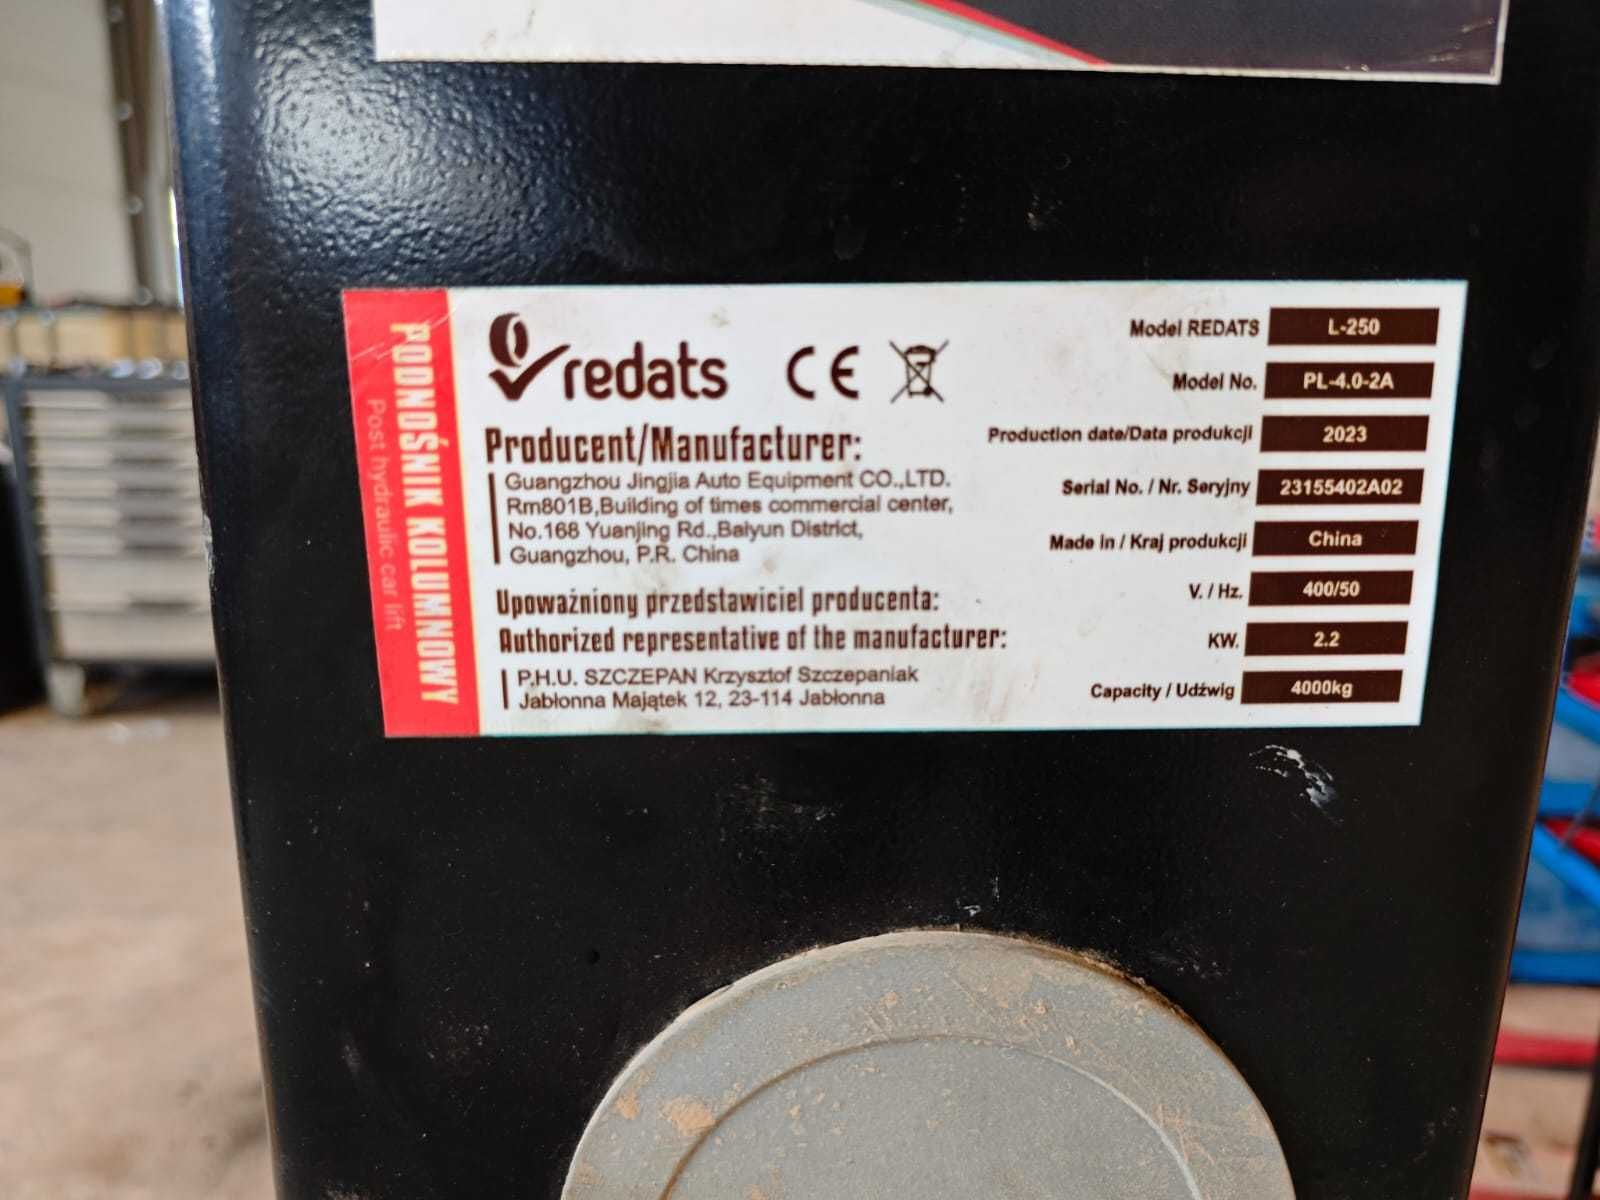 PODNOŚNIK KOLUMNOWY
Post hydraulic car lift
redats CE
Producent/Manufacturer:
Guangzhou Jingjia Auto Equipment CO.,LTD.
Rm801B,Building of times commercial center,
No.168 Yuanjing Rd.,Baiyun District,
Guangzhou, P.R. China
Upoważniony przedstawiciel producenta:
Authorized representative of the manufacturer:
P.H.U. SZCZEPAN Krzysztof Szczepaniak
Jabłonna Majątek 12, 23-114 Jabłonna
Model REDATS L-250
Model No. PL-4.0-2A
Production date/Data produkcji 2023
Serial No. / Nr. Seryjny 23155402A02
Made in / Kraj produkcji China
V. / Hz. 400/50
KW. 2.2
Capacity / Udźwig 4000kg